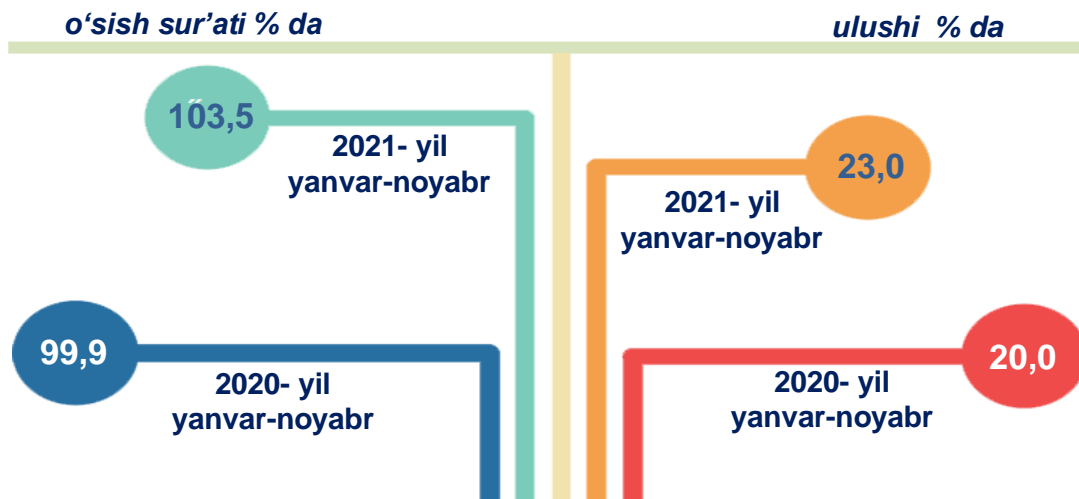 o‘sish sur’ati % da
ulushi % da
103,5
2021- yil
yanvar-noyabr
23,0
2021- yil
yanvar-noyabr
99,9
2020- yil
yanvar-noyabr
20,0
2020- yil
yanvar-noyabr